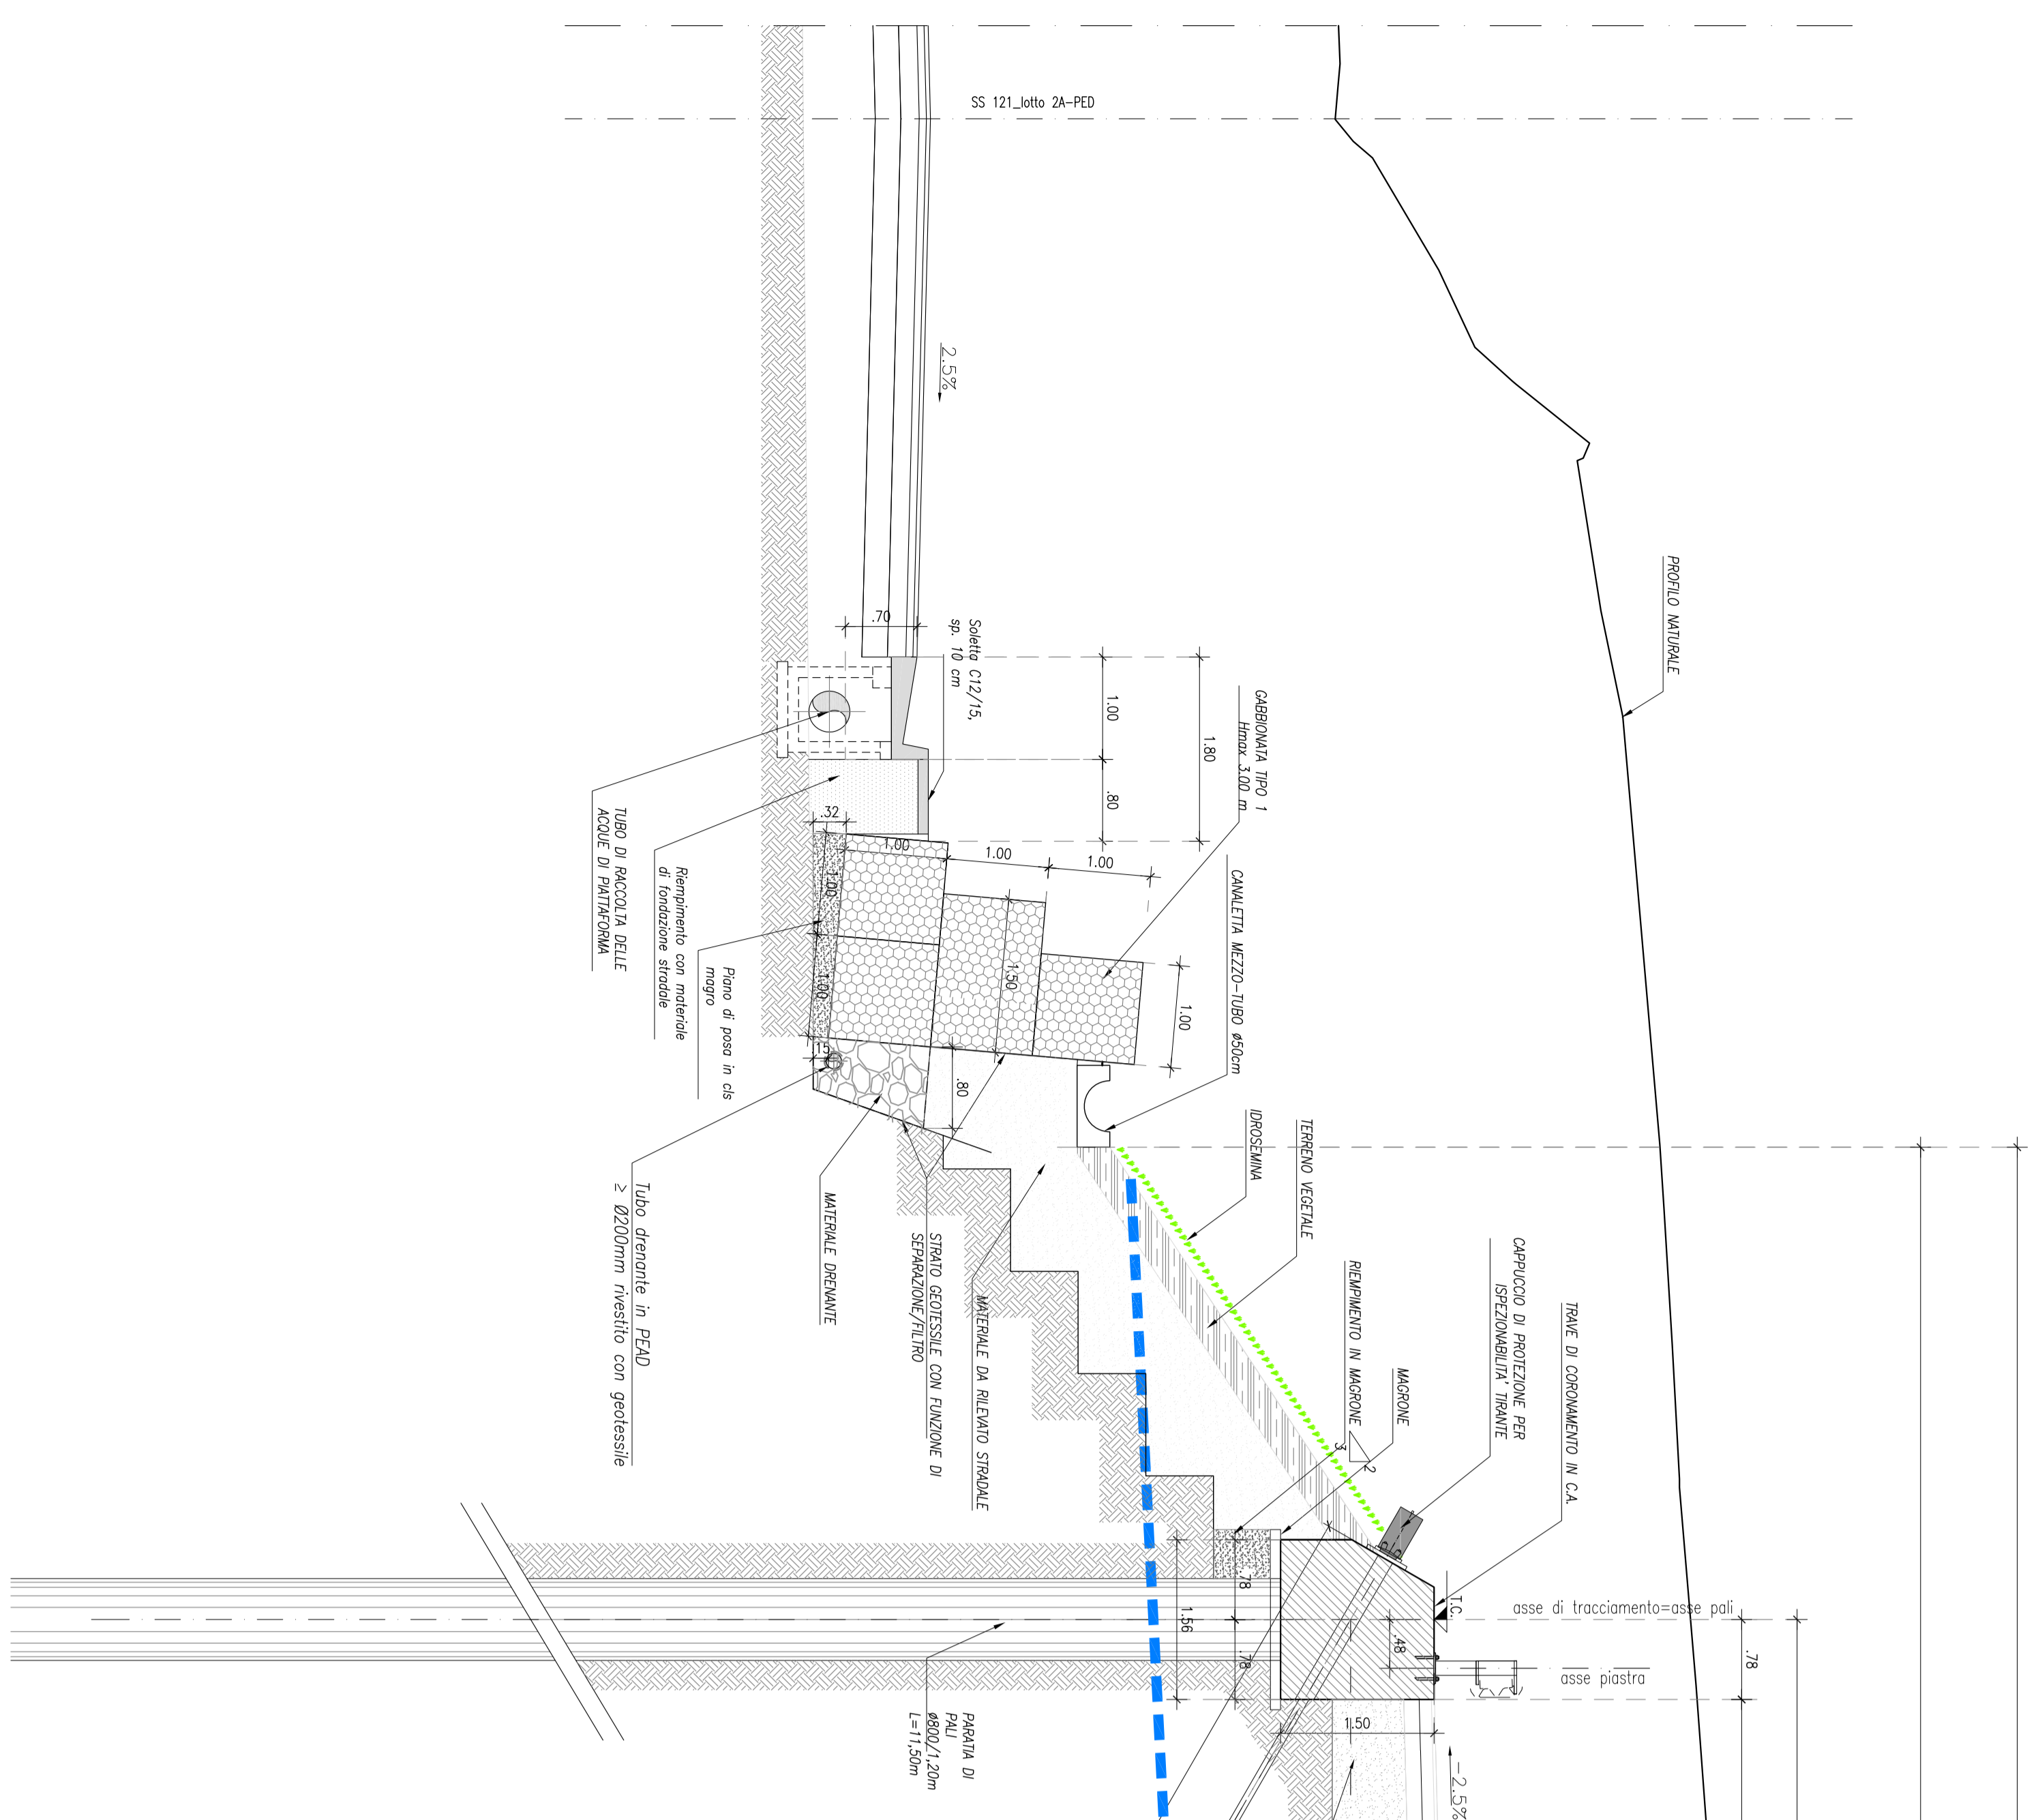 SS 121_lotto 2A-PED
2.5%
PROFILO NATURALE
.70
Soletta C12/15,
sp. 10 cm
1.00
1.80
.80
GABBIONATA TIPO 1
Hmax 3.00 m
.32
1.00
1.00
1.00
CANALETTA MEZZO-TUBO ø50cm
TUBO DI RACCOLTA DELLE
ACQUE DI PIATTAFORMA
Riempimento con materiale
di fondazione stradale
Piano di posa in cls
magro
1.00
1.00
1.50
1.00
.15
.80
IDROSEMINA
TERRENO VEGETALE
Tubo drenante in PEAD
≥ Ø200mm rivestito con geotessile
MATERIALE DRENANTE
STRATO GEOTESSILE CON FUNZIONE DI
SEPARAZIONE/FILTRO
MATERIALE DA RILEVATO STRADALE
RIEMPIMENTO IN MAGRONE
MAGRONE
CAPPUCCIO DI PROTEZIONE PER
ISPEZIONABILITA' TIRANTE
TRAVE DI CORONAMENTO IN C.A.
3
2
T.C.
asse di tracciamento=asse pali
.78
.78
1.56
.48
.78
asse piastra
1.50
PARATIA DI
PALI
ø800/1,20m
L=11,50m
-2.5%